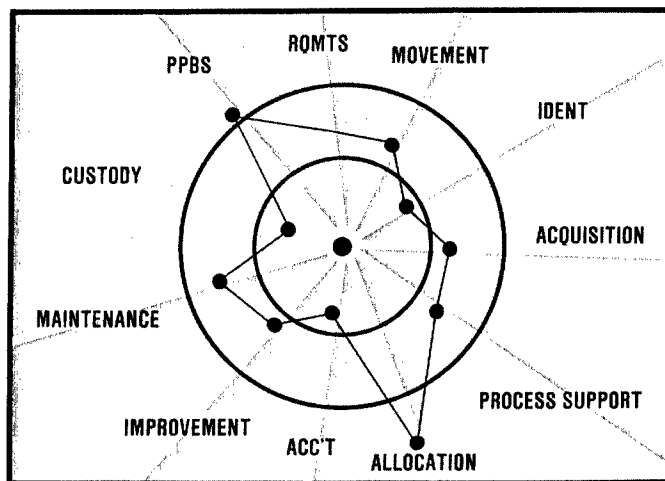 RQMTS
MOVEMENT
PPBS
IDENT
CUSTODY
ACQUISITION
MAINTENANCE
PROCESS SUPPORT
IMPROVEMENT
ACC'T
ALLOCATION